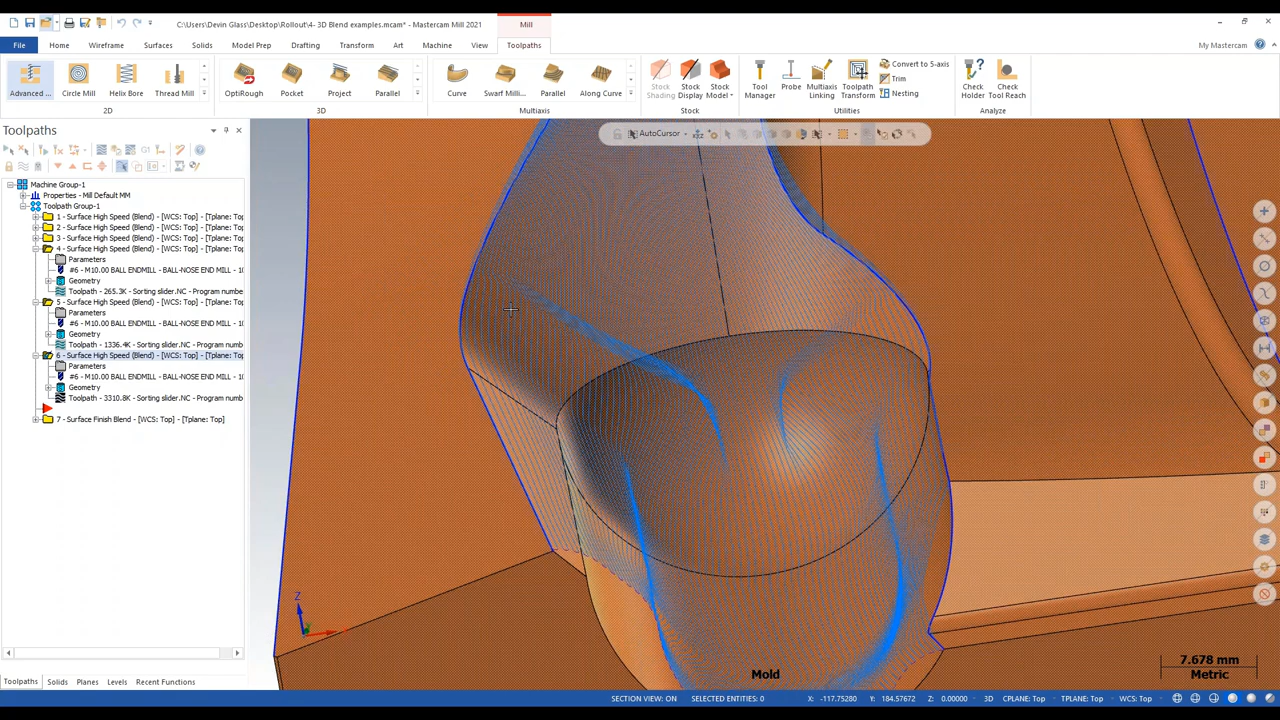 C:\Users\Devin Glass\Desktop\Rollout\4- 3D Blend examples.mcam* - Mastercam Mill 2021
Mill
File Home Wireframe Surfaces Solids Model Prep Drafting Transform Art Machine View Toolpaths My Mastercam
Advanced ... Circle Mill Helix Bore Thread Mill
2D
OptiRough Pocket Project Parallel
3D
Curve Swarf Milli... Parallel Along Curve
Multiaxis
Stock Shading Stock Display Stock Model
Stock
Tool Manager Probe Multiaxis Linking Toolpath Transform
Convert to 5-axis
Trim
Nesting
Utilities
Check Holder Check Tool Reach
Analyze
Toolpaths
AutoCursor
G1
Machine Group-1
Properties - Mill Default MM
Toolpath Group-1
1 - Surface High Speed (Blend) - [WCS: Top] - [Tplane: To
2 - Surface High Speed (Blend) - [WCS: Top] - [Tplane: To
3 - Surface High Speed (Blend) - [WCS: Top] - [Tplane: To
4 - Surface High Speed (Blend) - [WCS: Top] - [Tplane: To
Parameters
#6 - M10.00 BALL ENDMILL - BALL-NOSE END MILL - 10
Geometry
Toolpath - 265.3K - Sorting slider.NC - Program numbe
5 - Surface High Speed (Blend) - [WCS: Top] - [Tplane: To
Parameters
#6 - M10.00 BALL ENDMILL - BALL-NOSE END MILL - 10
Geometry
Toolpath - 1336.4K - Sorting slider.NC - Program numb
6 - Surface High Speed (Blend) - [WCS: Top] - [Tplane: To
Parameters
#6 - M10.00 BALL ENDMILL - BALL-NOSE END MILL - 10
Geometry
Toolpath - 3310.8K - Sorting slider.NC - Program numb
7 - Surface Finish Blend - [WCS: Top] - [Tplane: Top]
Z
Mold
7.678 mm
Metric
Toolpaths Solids Planes Levels Recent Functions
SECTION VIEW: ON SELECTED ENTITIES: 0 X: -117.75280 Y: 184.57672 Z: 0.00000 3D CPLANE: Top TPLANE: Top WCS: Top